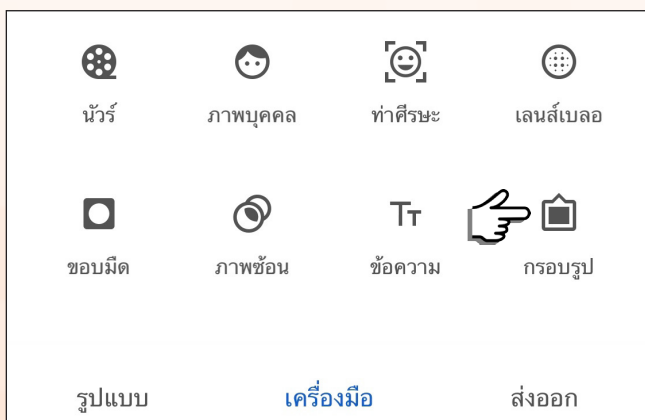 นัวร์ ภาพบุคคล ท่าศีรษะ เลนส์เบลอ
ขอบมืด ภาพซ้อน ข้อความ กรอบรูป
รูปแบบ เครื่องมือ ส่งออก